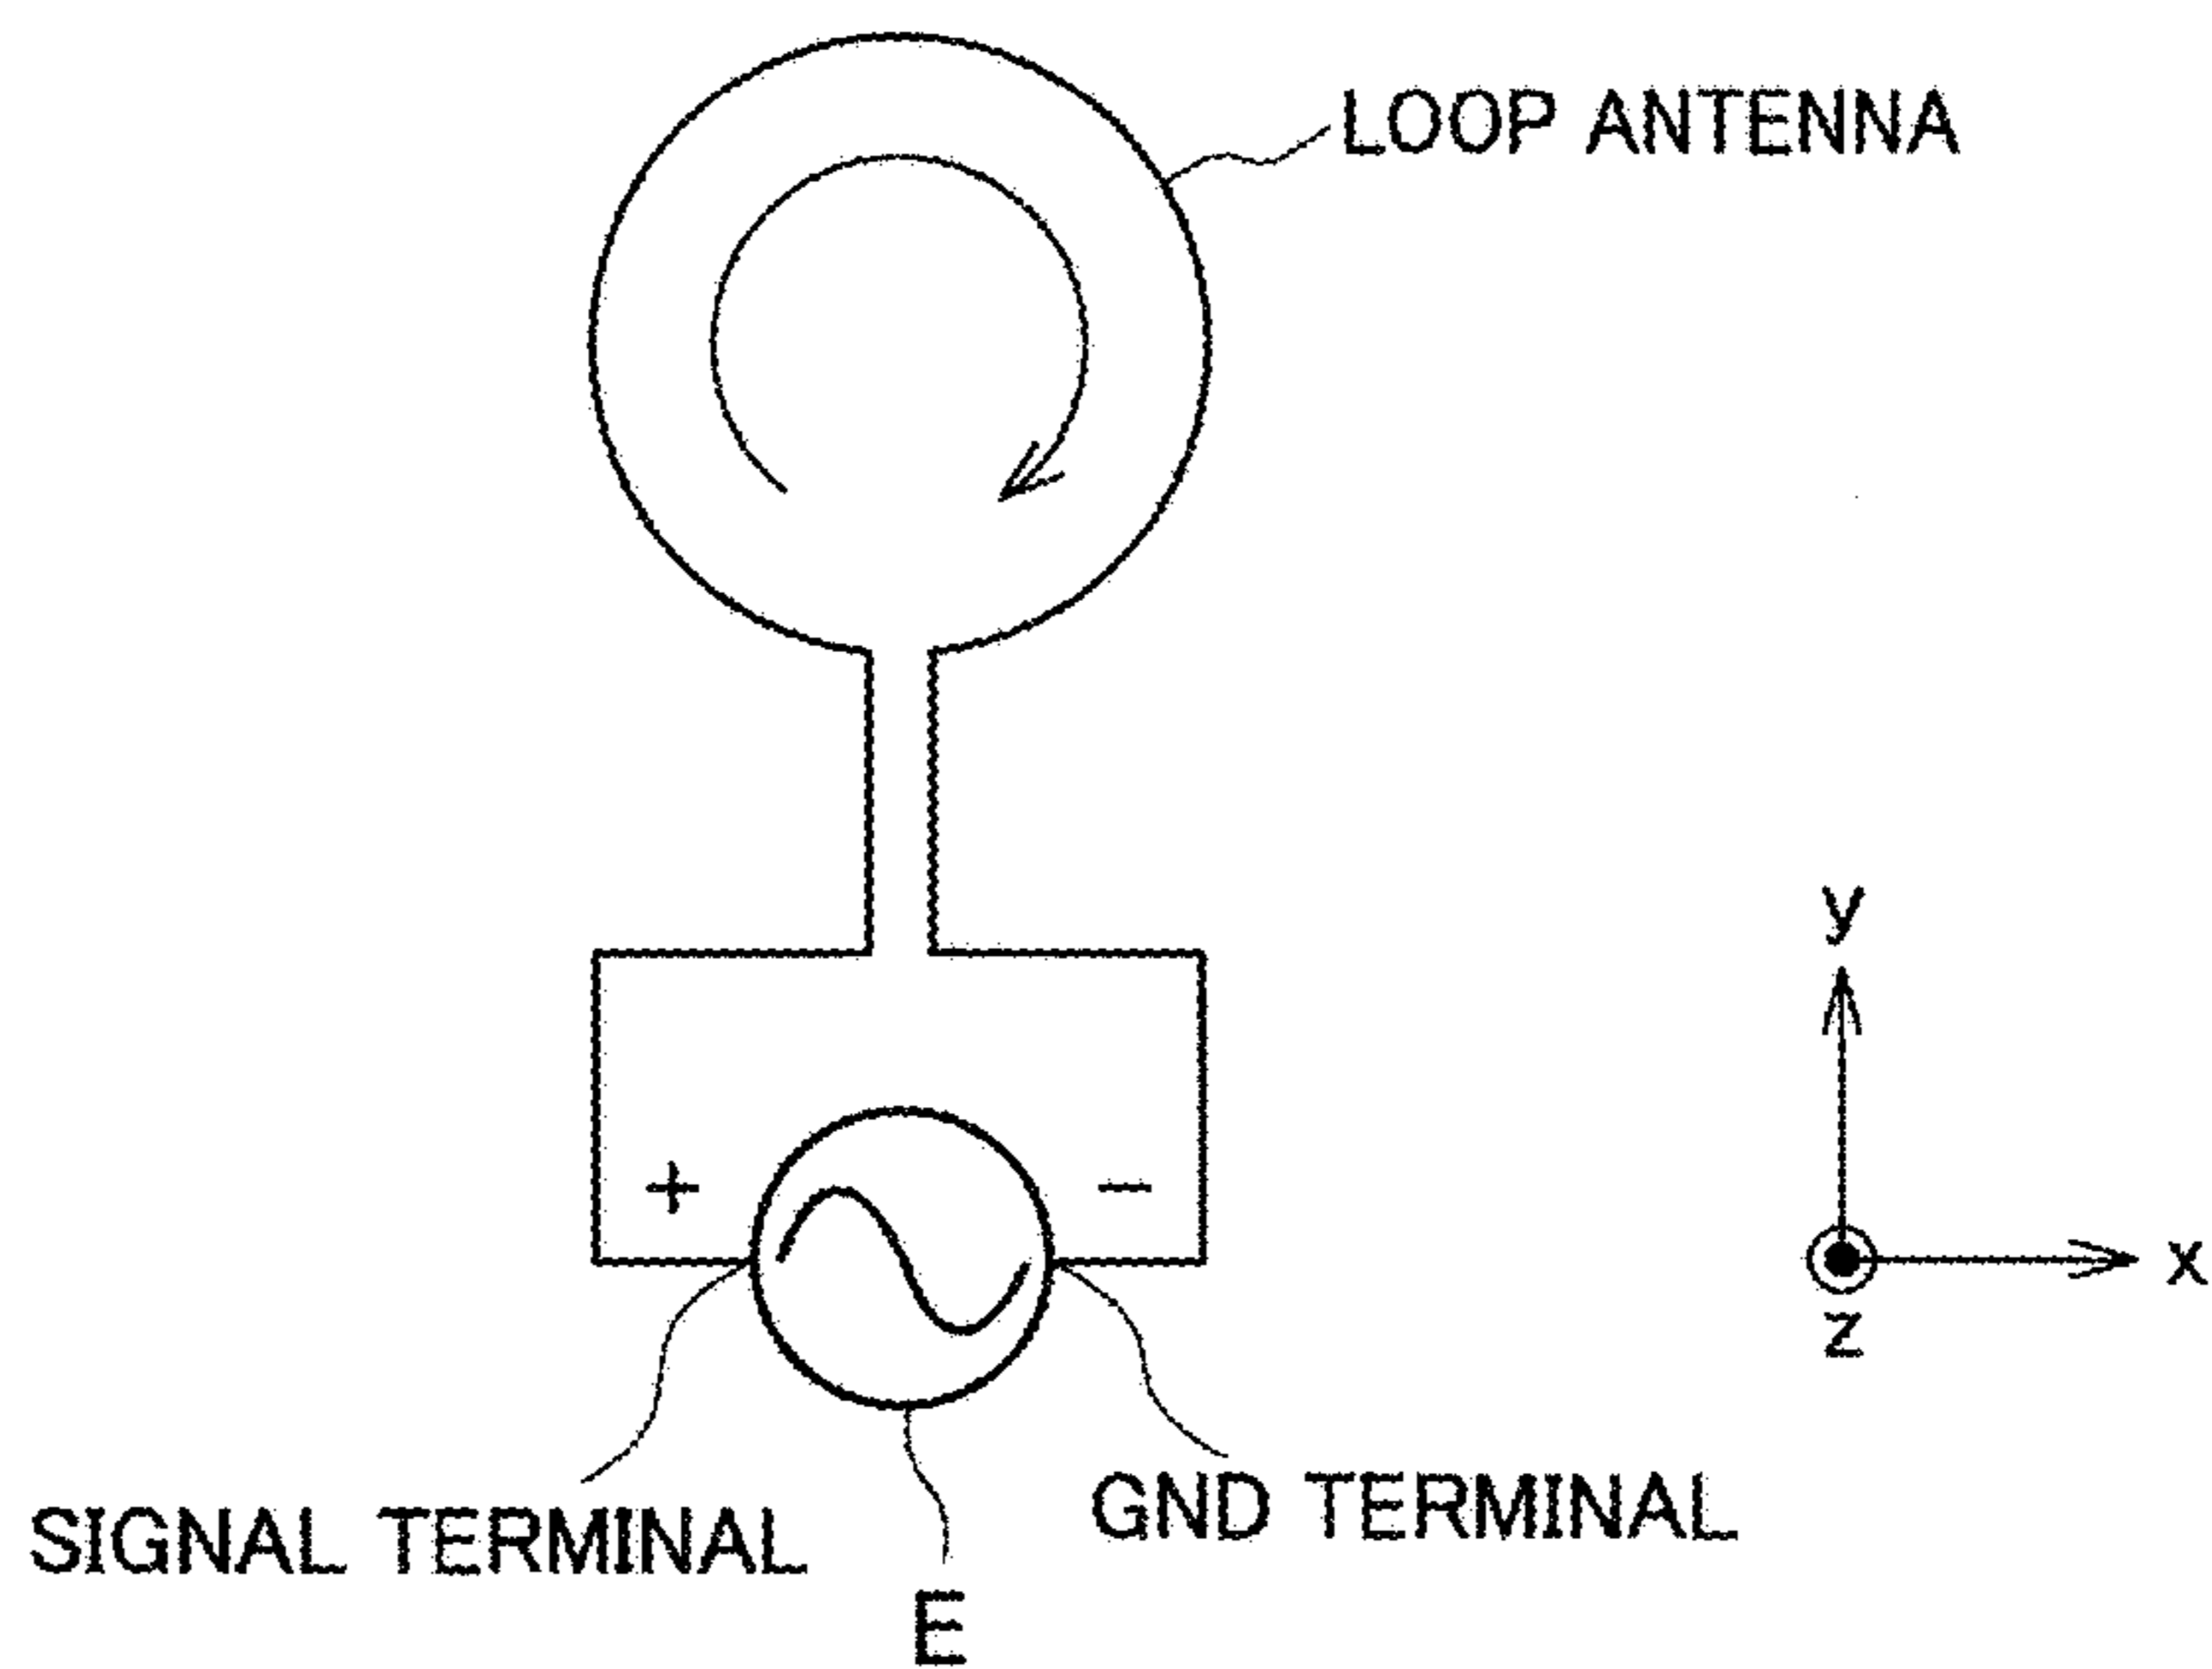 LOOP ANTENNA
y
+
−
x
z
SIGNAL TERMINAL
GND TERMINAL
E